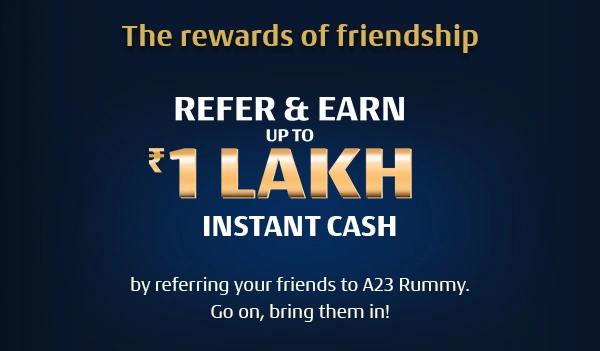 The rewards of friendship
REFER & EARN
UP TO
₹1 LAKH
INSTANT CASH
by referring your friends to A23 Rummy.
Go on, bring them in!